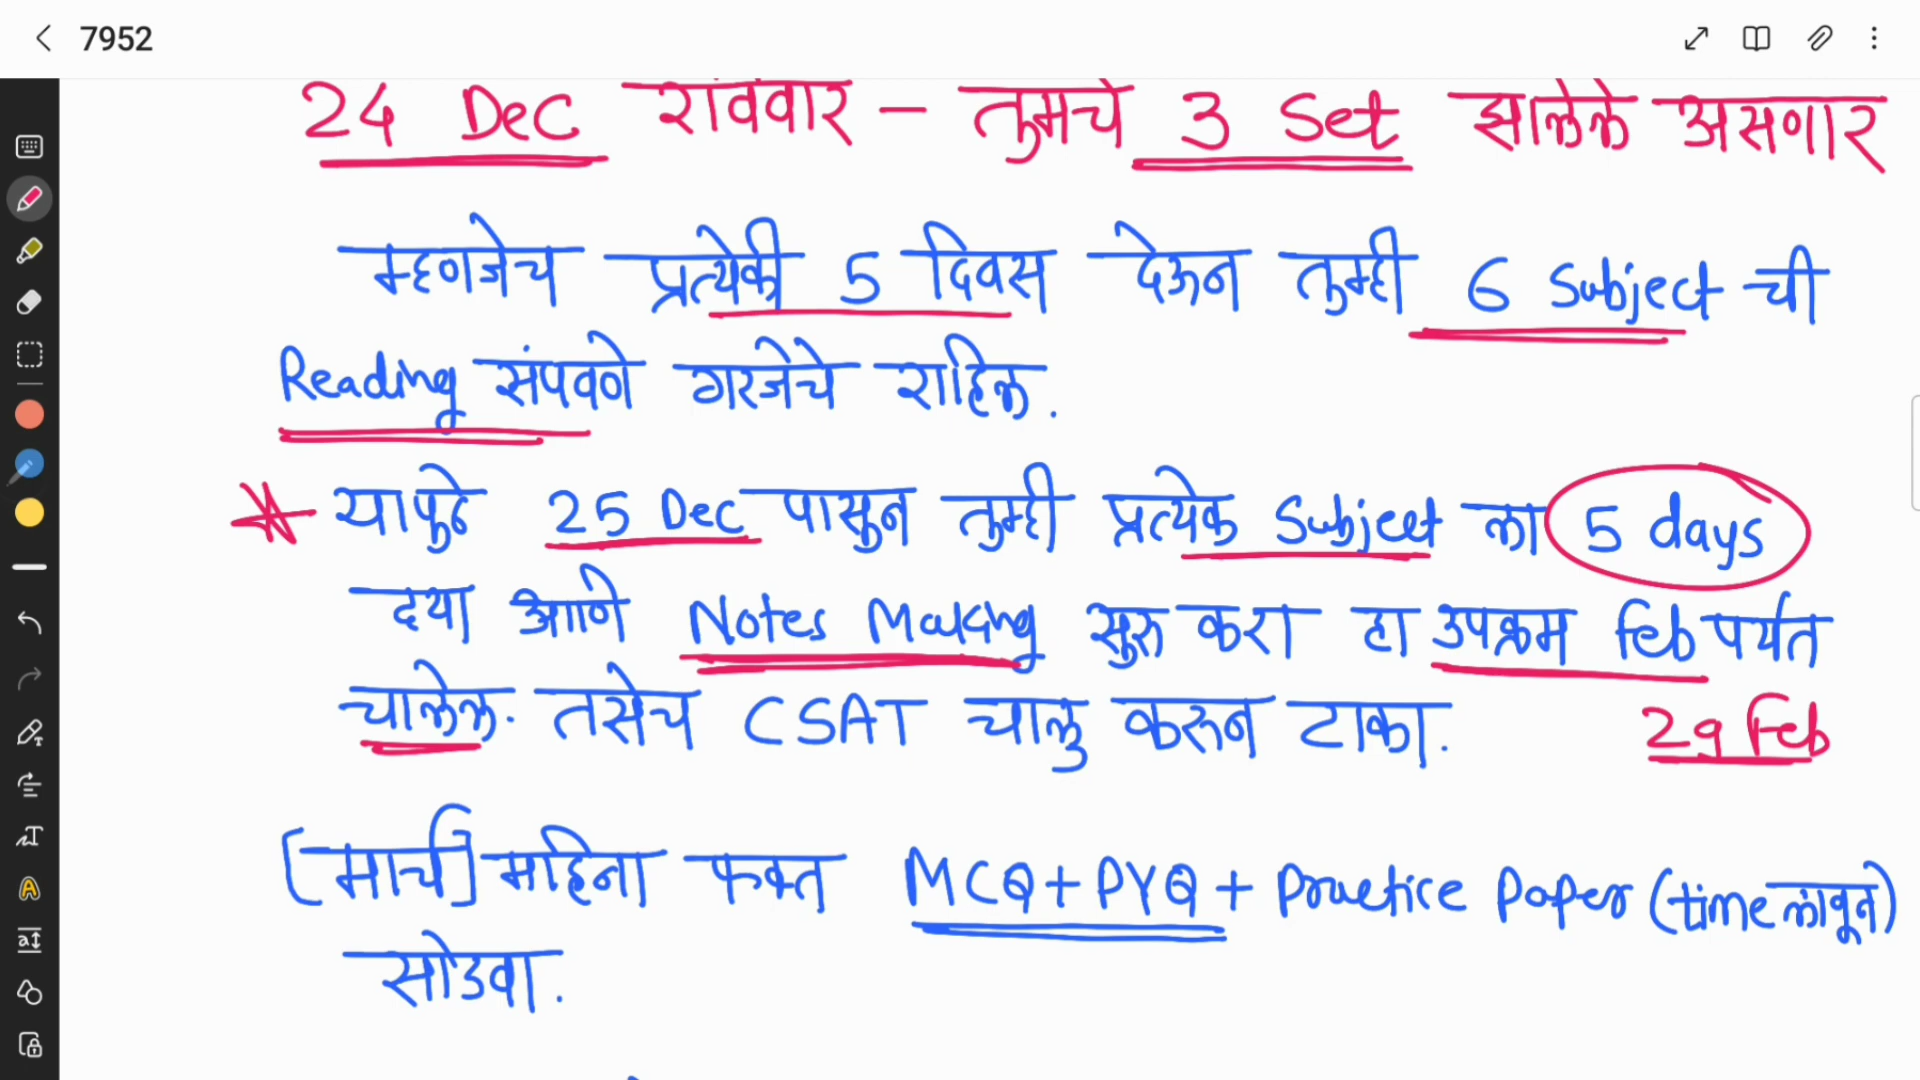 7952
24 Dec रविवार - तुमचे 3 Set झालेले असणार
म्हणजेच प्रत्येकी 5 दिवस देऊन तुम्ही 6 Subject ची
Reading संपवणे गरजेचे राहिल.
यापुढे 25 Dec पासुन तुम्ही प्रत्येक Subject ला 5 days
दया आणि Notes Making सुरु करा हा उपक्रम Feb पर्यंत
चालेल. तसेच CSAT चालु करून टाका. 29 Feb
[मार्च] महिना फक्त MCQ+PYQ+ Practice Paper (time लावून)
सोडवा.